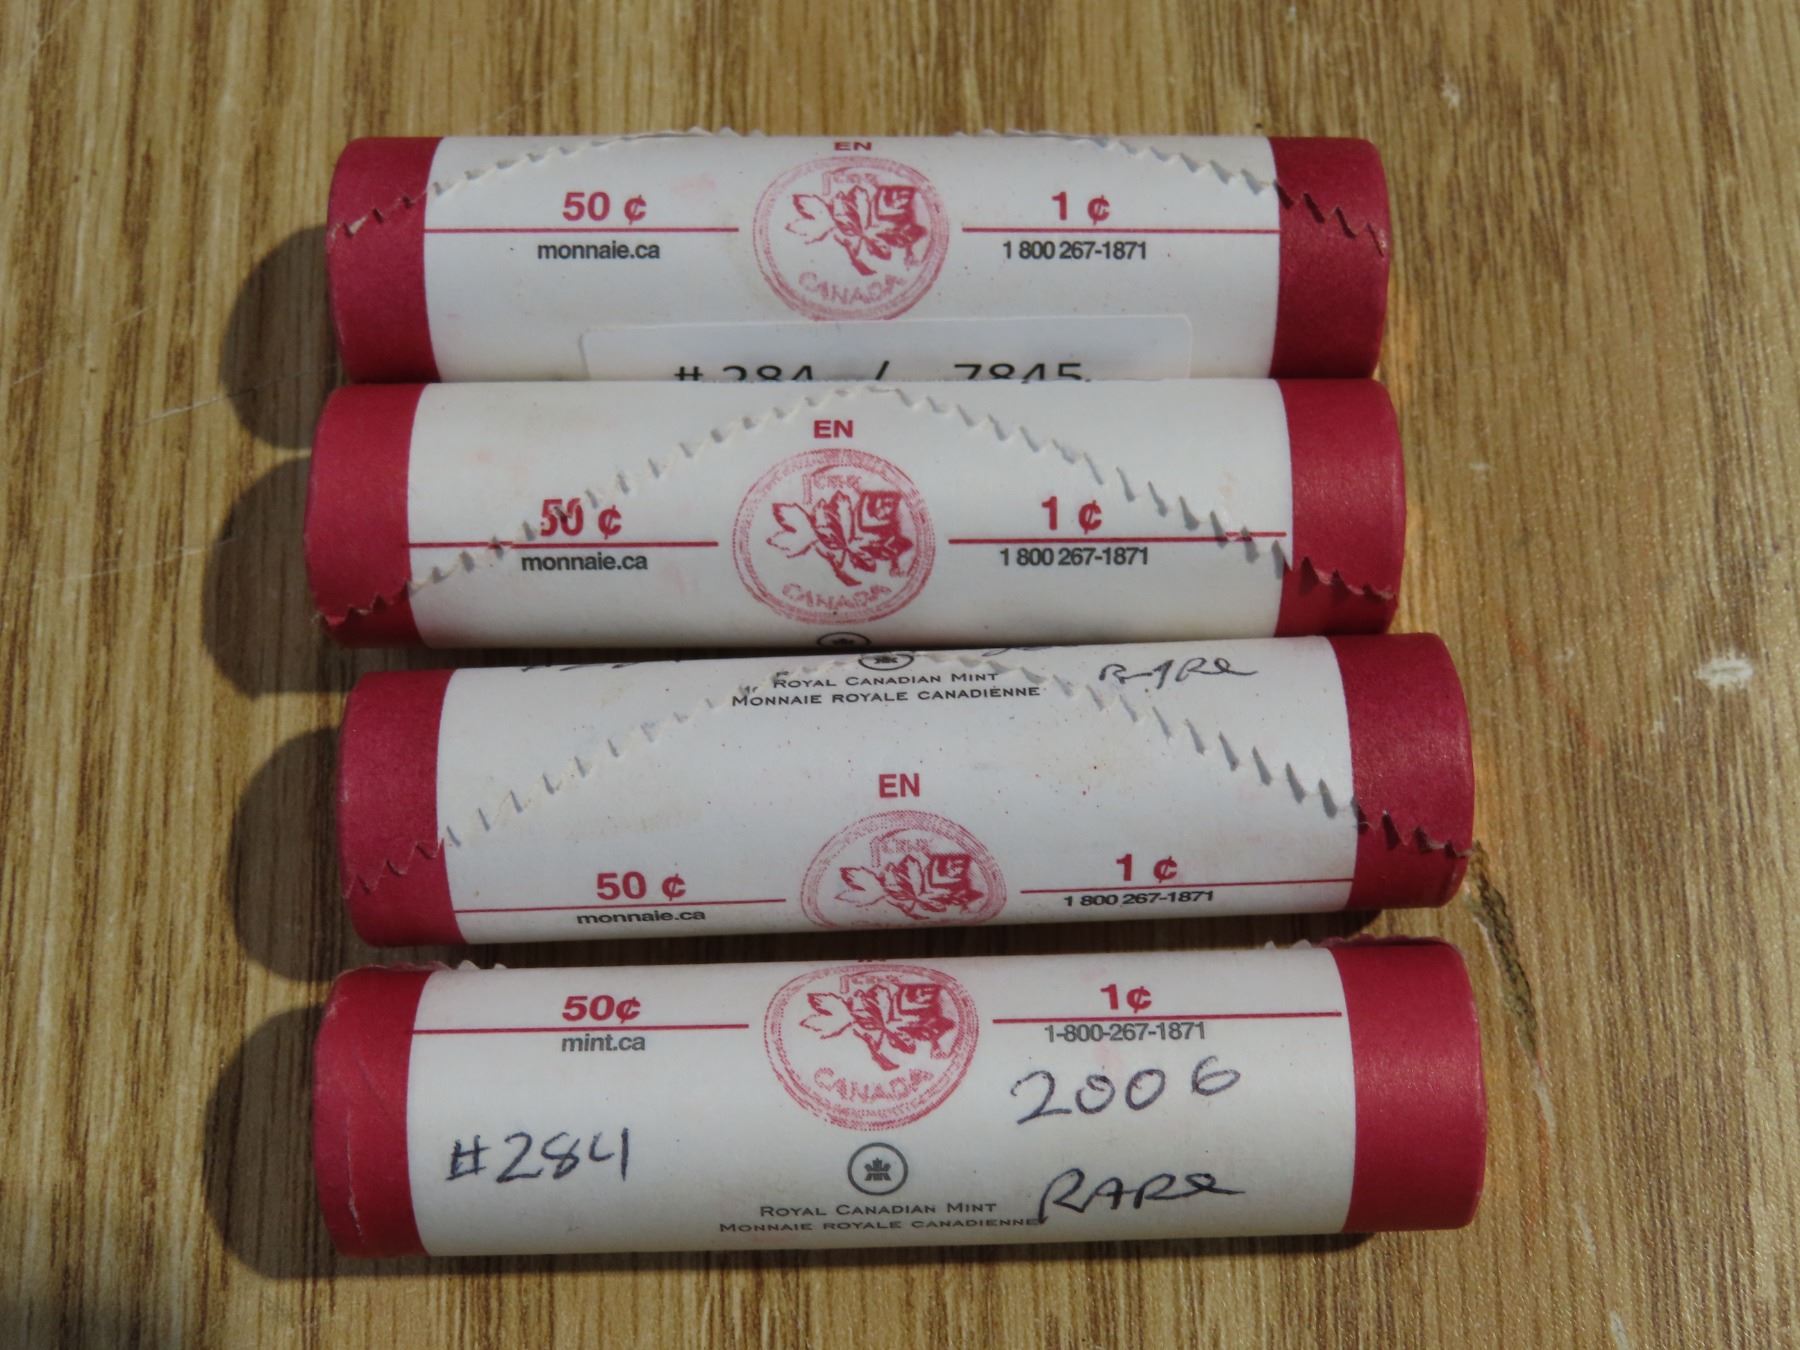 EN
50 ¢ 1 ¢
monnaie.ca 1 800 267-1871
CANADA
#284 / 7845
EN
50 ¢ 1 ¢
monnaie.ca 1 800 267-1871
CANADA
RARe
ROYAL CANADIAN MINT
MONNAIE ROYALE CANADIENNE
EN
50 ¢ 1 ¢
monnaie.ca 1 800 267-1871
50¢ 1¢
mint.ca 1-800-267-1871
CANADA
2006
#284
RARe
ROYAL CANADIAN MINT
MONNAIE ROYALE CANADIENNE